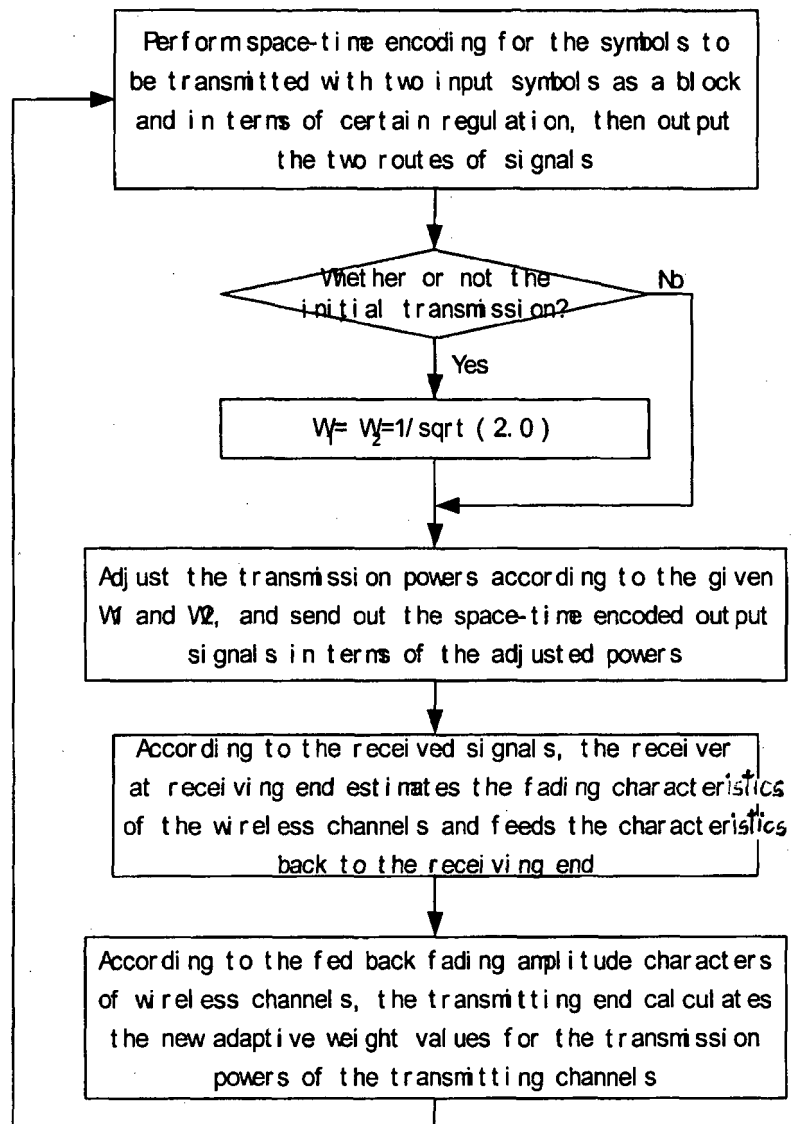 Perform space-time encoding for the symbols to
be transmitted with two input symbols as a block
and in terms of certain regulation, then output
the two routes of signals
Whether or not the
initial transmission?
No
Yes
W1= W2=1/sqrt (2.0)
Adjust the transmission powers according to the given
W1 and W2, and send out the space-time encoded output
signals in terms of the adjusted powers
According to the received signals, the receiver
at receiving end estimates the fading characteristics
of the wireless channels and feeds the characteristics
back to the receiving end
According to the fed back fading amplitude characters
of wireless channels, the transmitting end calculates
the new adaptive weight values for the transmission
powers of the transmitting channels